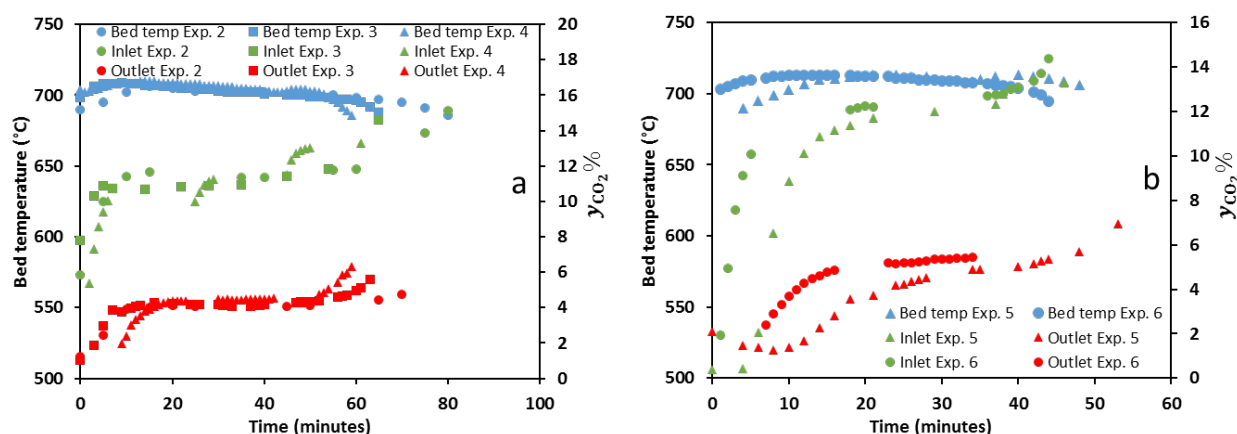 750
700
650
600
550
500
Bed temperature (°C)
Bed temp Exp. 2 Bed temp Exp. 3 Bed temp Exp. 4
Inlet Exp. 2 Inlet Exp. 3 Inlet Exp. 4
Outlet Exp. 2 Outlet Exp. 3 Outlet Exp. 4
a
20
18
16
14
12
10
8
6
4
2
0
yCO₂%
0 20 40 60 80 100
Time (minutes)
750
700
650
600
550
500
Bed temperature (°C)
b
Bed temp Exp. 5 Bed temp Exp. 6
Inlet Exp. 5 Outlet Exp. 5
Inlet Exp. 6 Outlet Exp. 6
16
14
12
10
8
6
4
2
0
yCO₂%
0 10 20 30 40 50 60
Time (minutes)